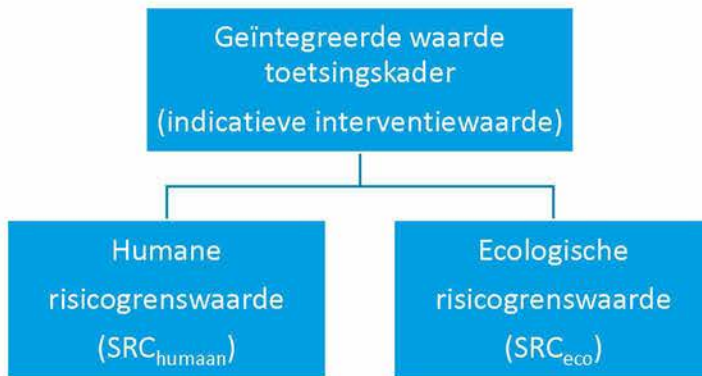 Geïntegreerde waarde
toetsingskader
(indicatieve interventiewaarde)
Humane
risicogrenswaarde
(SRChumaan)
Ecologische
risicogrenswaarde
(SRCeco)